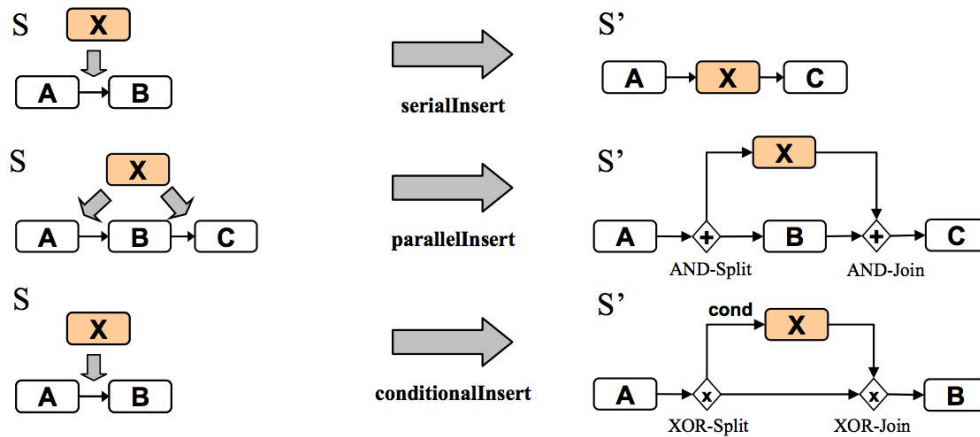 S X S'
A B serialInsert A X C
S X S' X
A B C parallelInsert A + B + C
AND-Split AND-Join
S X S' cond X
A B conditionalInsert A x x B
XOR-Split XOR-Join